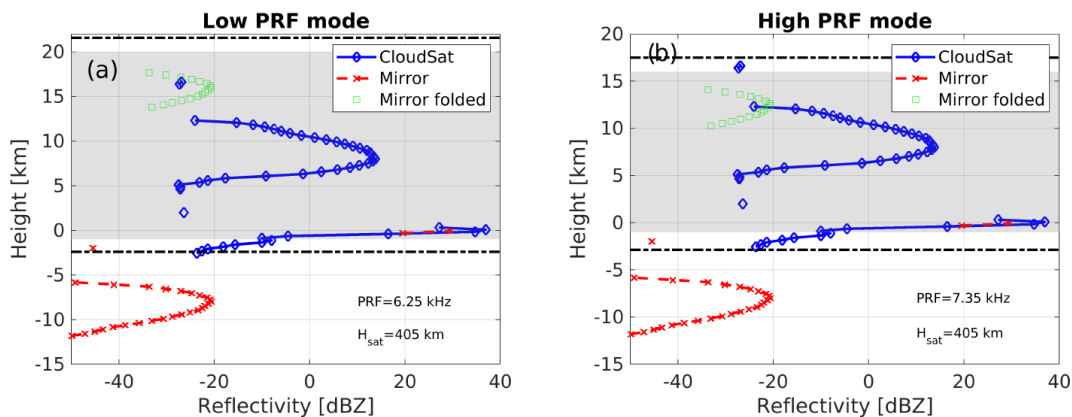 Low PRF mode
(a)
CloudSat
Mirror
Mirror folded
20
15
10
5
0
-5
-10
-15
Height [km]
PRF=6.25 kHz
H_sat=405 km
-40 -20 0 20 40
Reflectivity [dBZ]
High PRF mode
(b)
CloudSat
Mirror
Mirror folded
20
15
10
5
0
-5
-10
-15
Height [km]
PRF=7.35 kHz
H_sat=405 km
-40 -20 0 20 40
Reflectivity [dBZ]